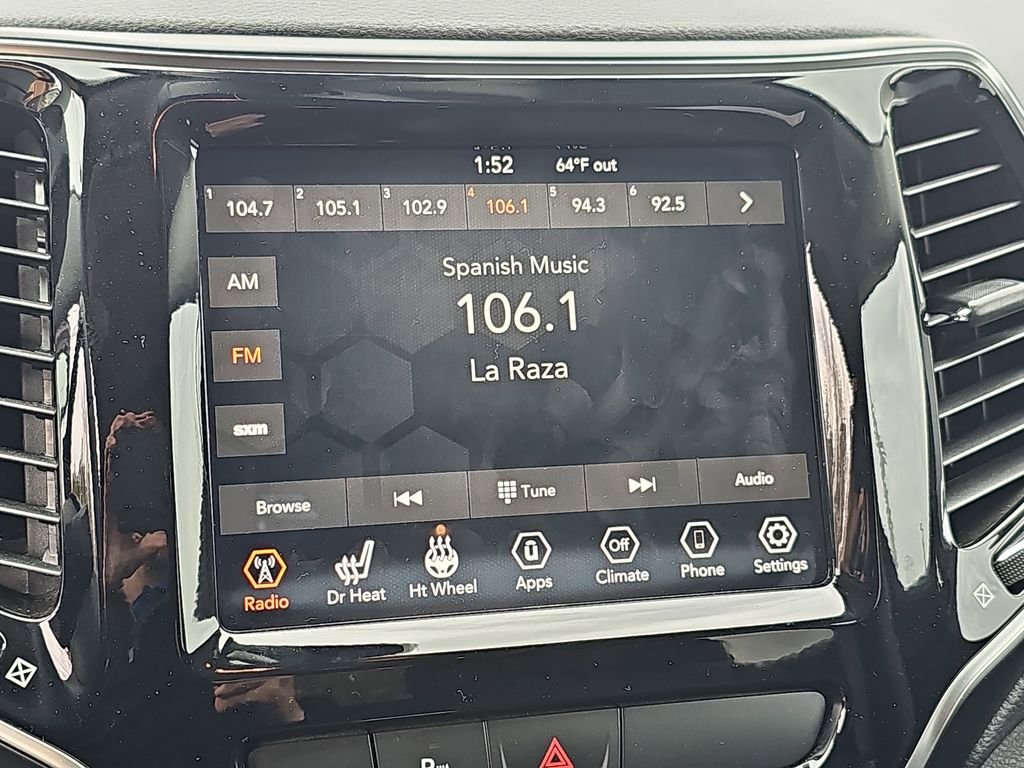 1:52 64°F out
1 104.7 2 105.1 3 102.9 4 106.1 5 94.3 6 92.5
AM
Spanish Music
106.1
FM
La Raza
sxm
Browse Tune Audio
Radio Dr Heat Ht Wheel Apps Off Climate Phone Settings